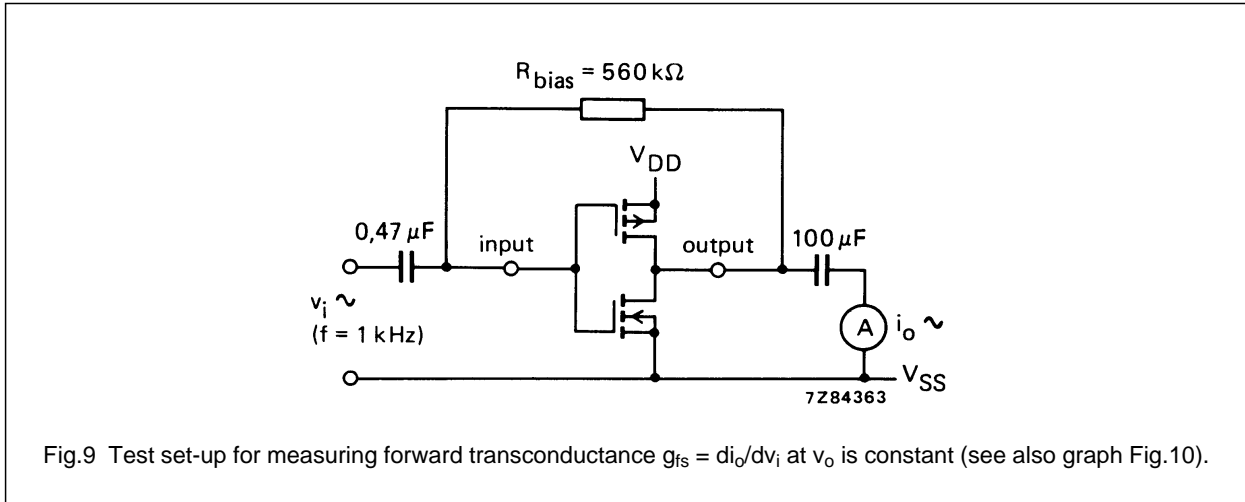 R_bias = 560 kΩ
V_DD
0,47 μF
input
output
100 μF
v_i ~
(f = 1 kHz)
A
i_o ~
V_SS
7Z84363
Fig.9 Test set-up for measuring forward transconductance g_fs = di_o/dv_i at v_o is constant (see also graph Fig.10).